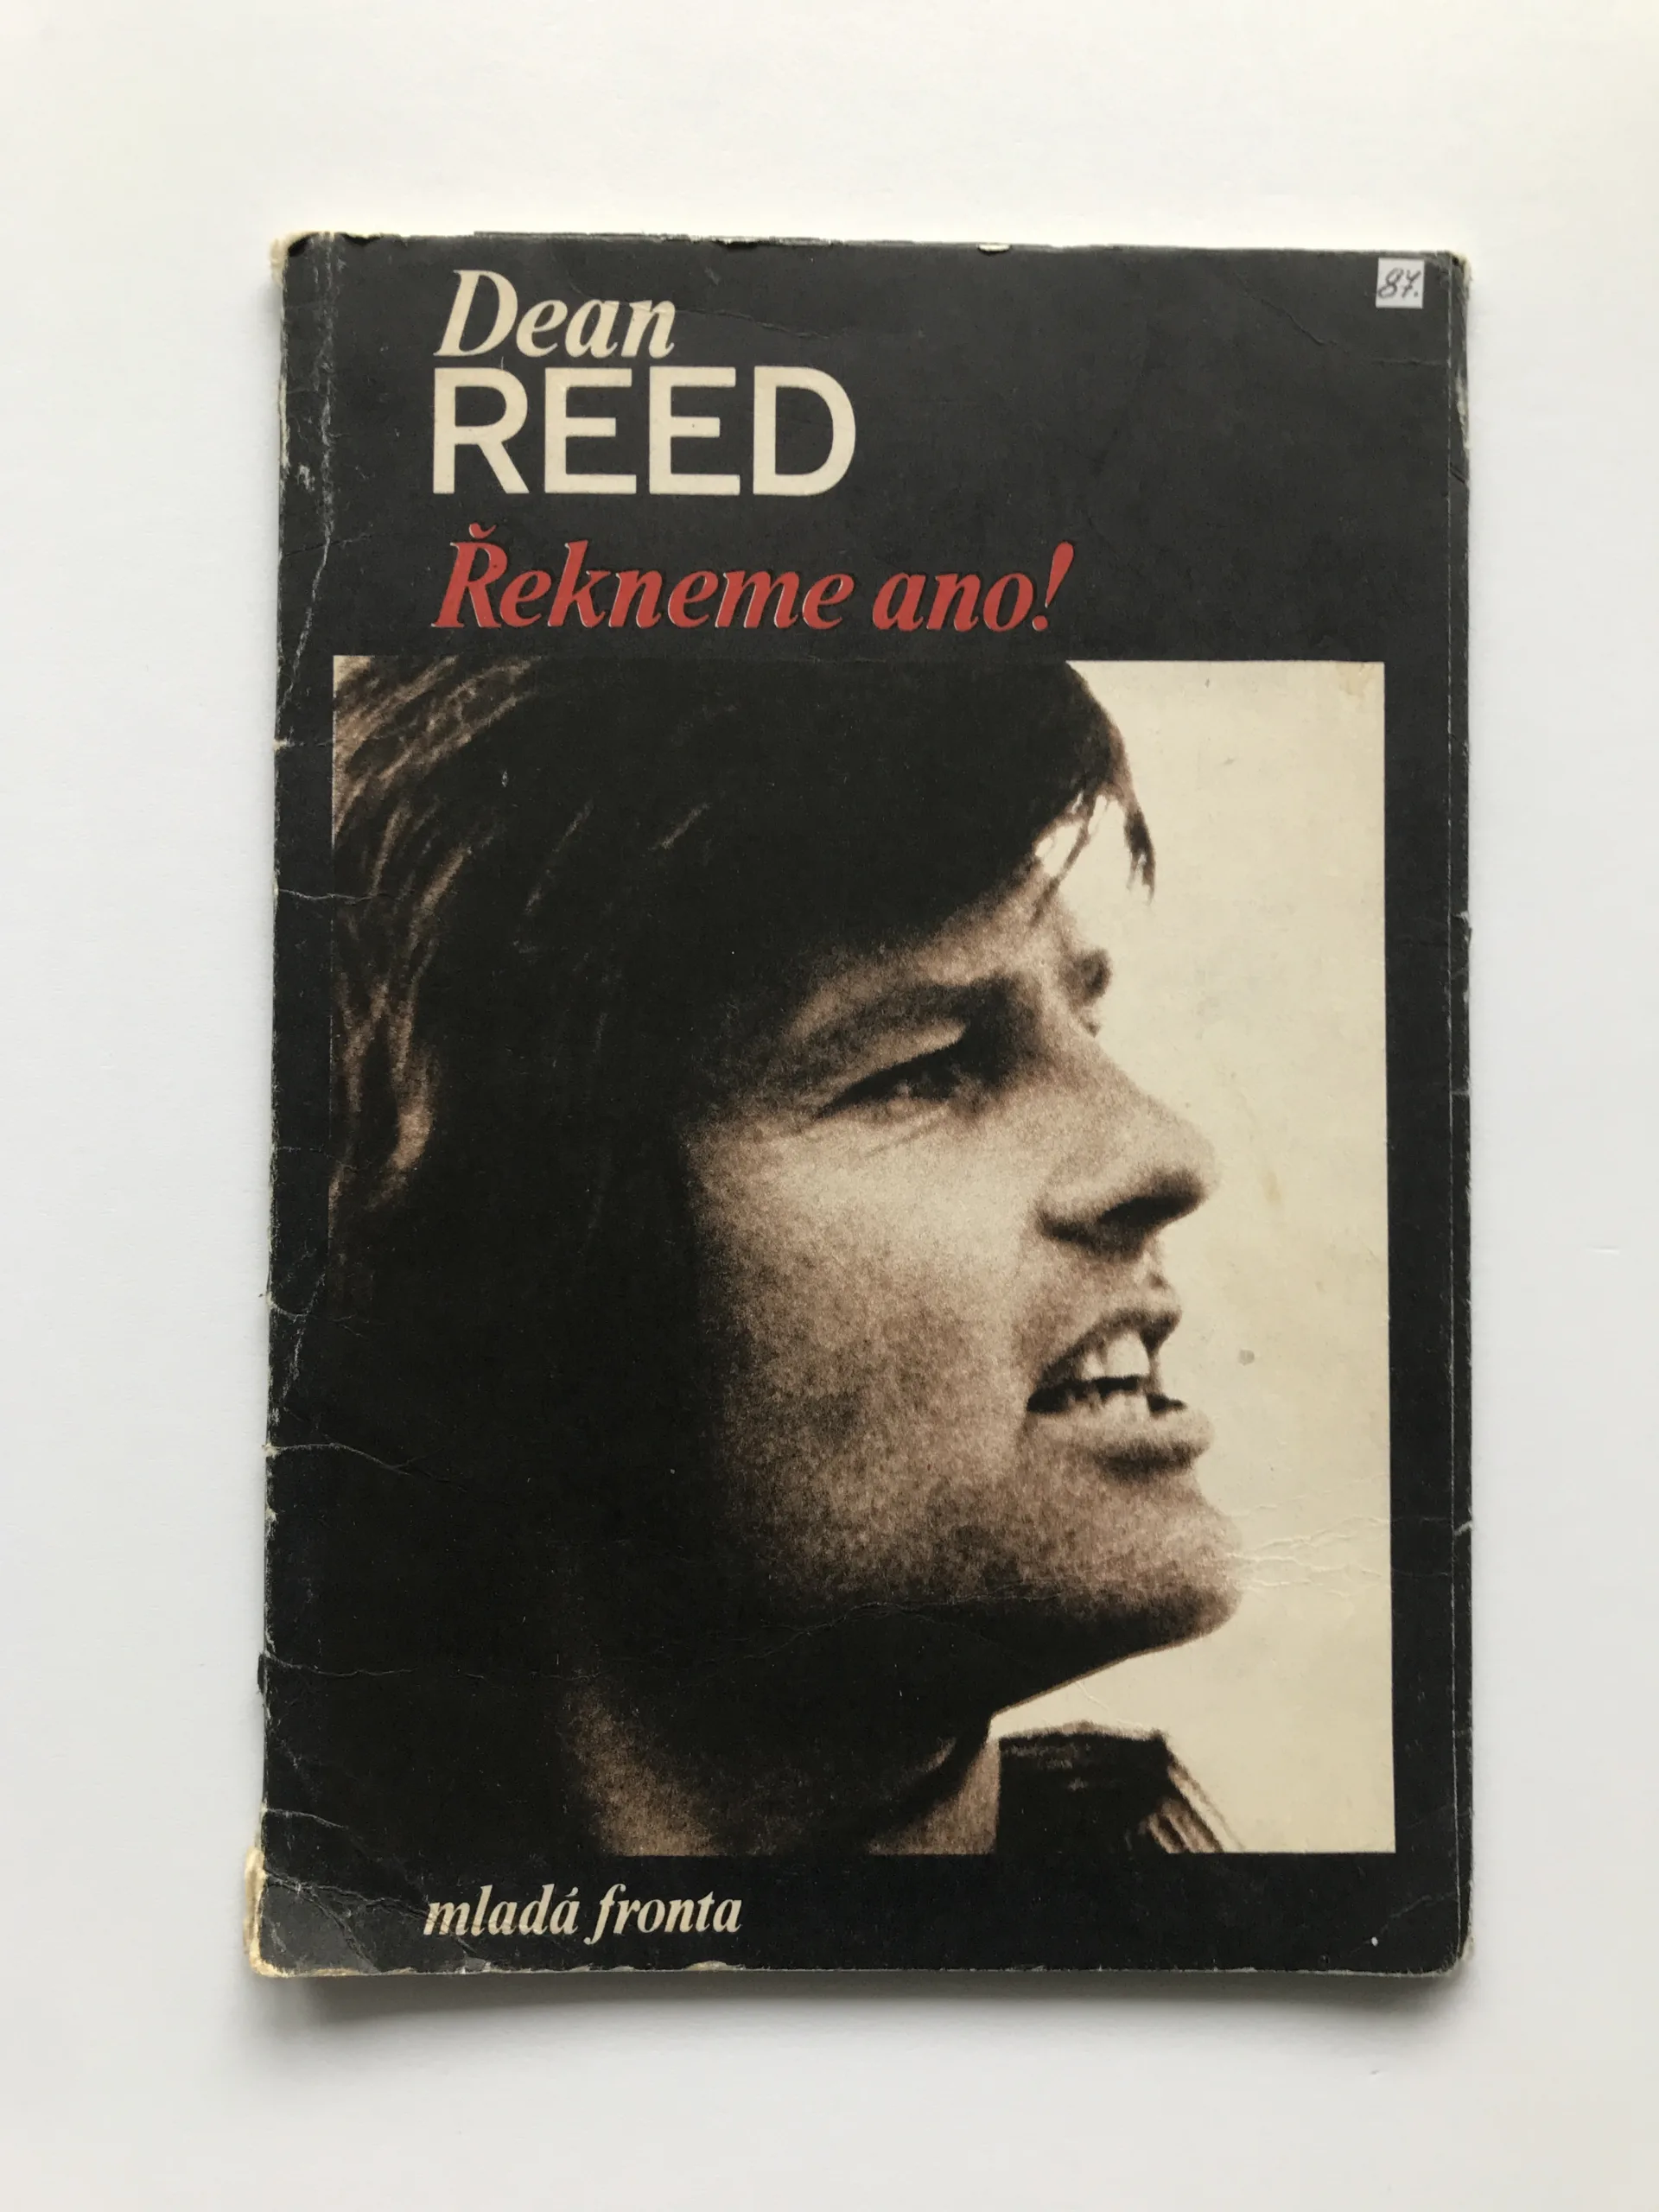 Dean
REED
87.
Řekneme ano!
mladá fronta